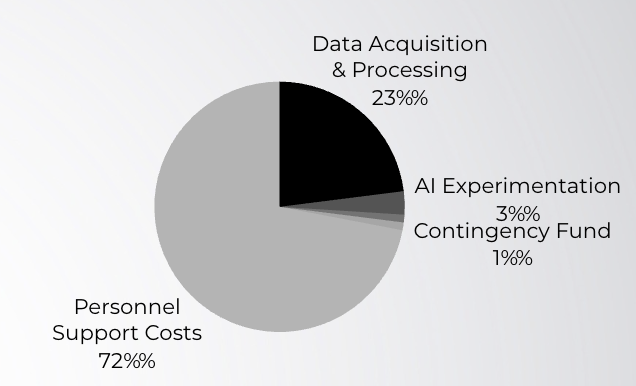 Data Acquisition
& Processing
23%%
AI Experimentation
3%%
Contingency Fund
1%%
Personnel
Support Costs
72%%